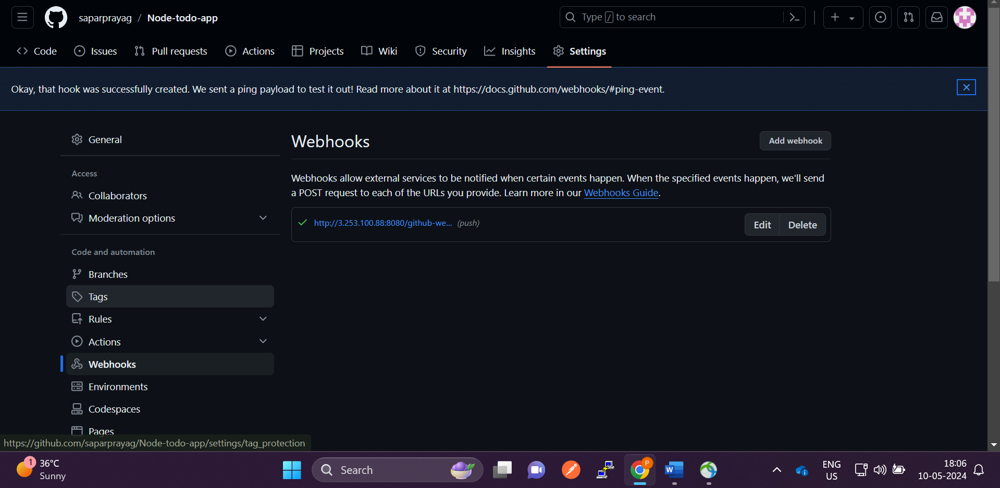 saparprayag / Node-todo-app
Type / to search
Code Issues Pull requests Actions Projects Wiki Security Insights Settings
Okay, that hook was successfully created. We sent a ping payload to test it out! Read more about it at https://docs.github.com/webhooks/#ping-event.
General
Access
Collaborators
Moderation options
Code and automation
Branches
Tags
Rules
Actions
Webhooks
Environments
Codespaces
Pages
Webhooks
Add webhook
Webhooks allow external services to be notified when certain events happen. When the specified events happen, we'll send
a POST request to each of the URLs you provide. Learn more in our Webhooks Guide.
http://3.253.100.88:8080/github-we... (push)
Edit Delete
https://github.com/saparprayag/Node-todo-app/settings/tag_protection
1
36°C
Sunny
Search
P
W
ENG
US
18:06
10-05-2024